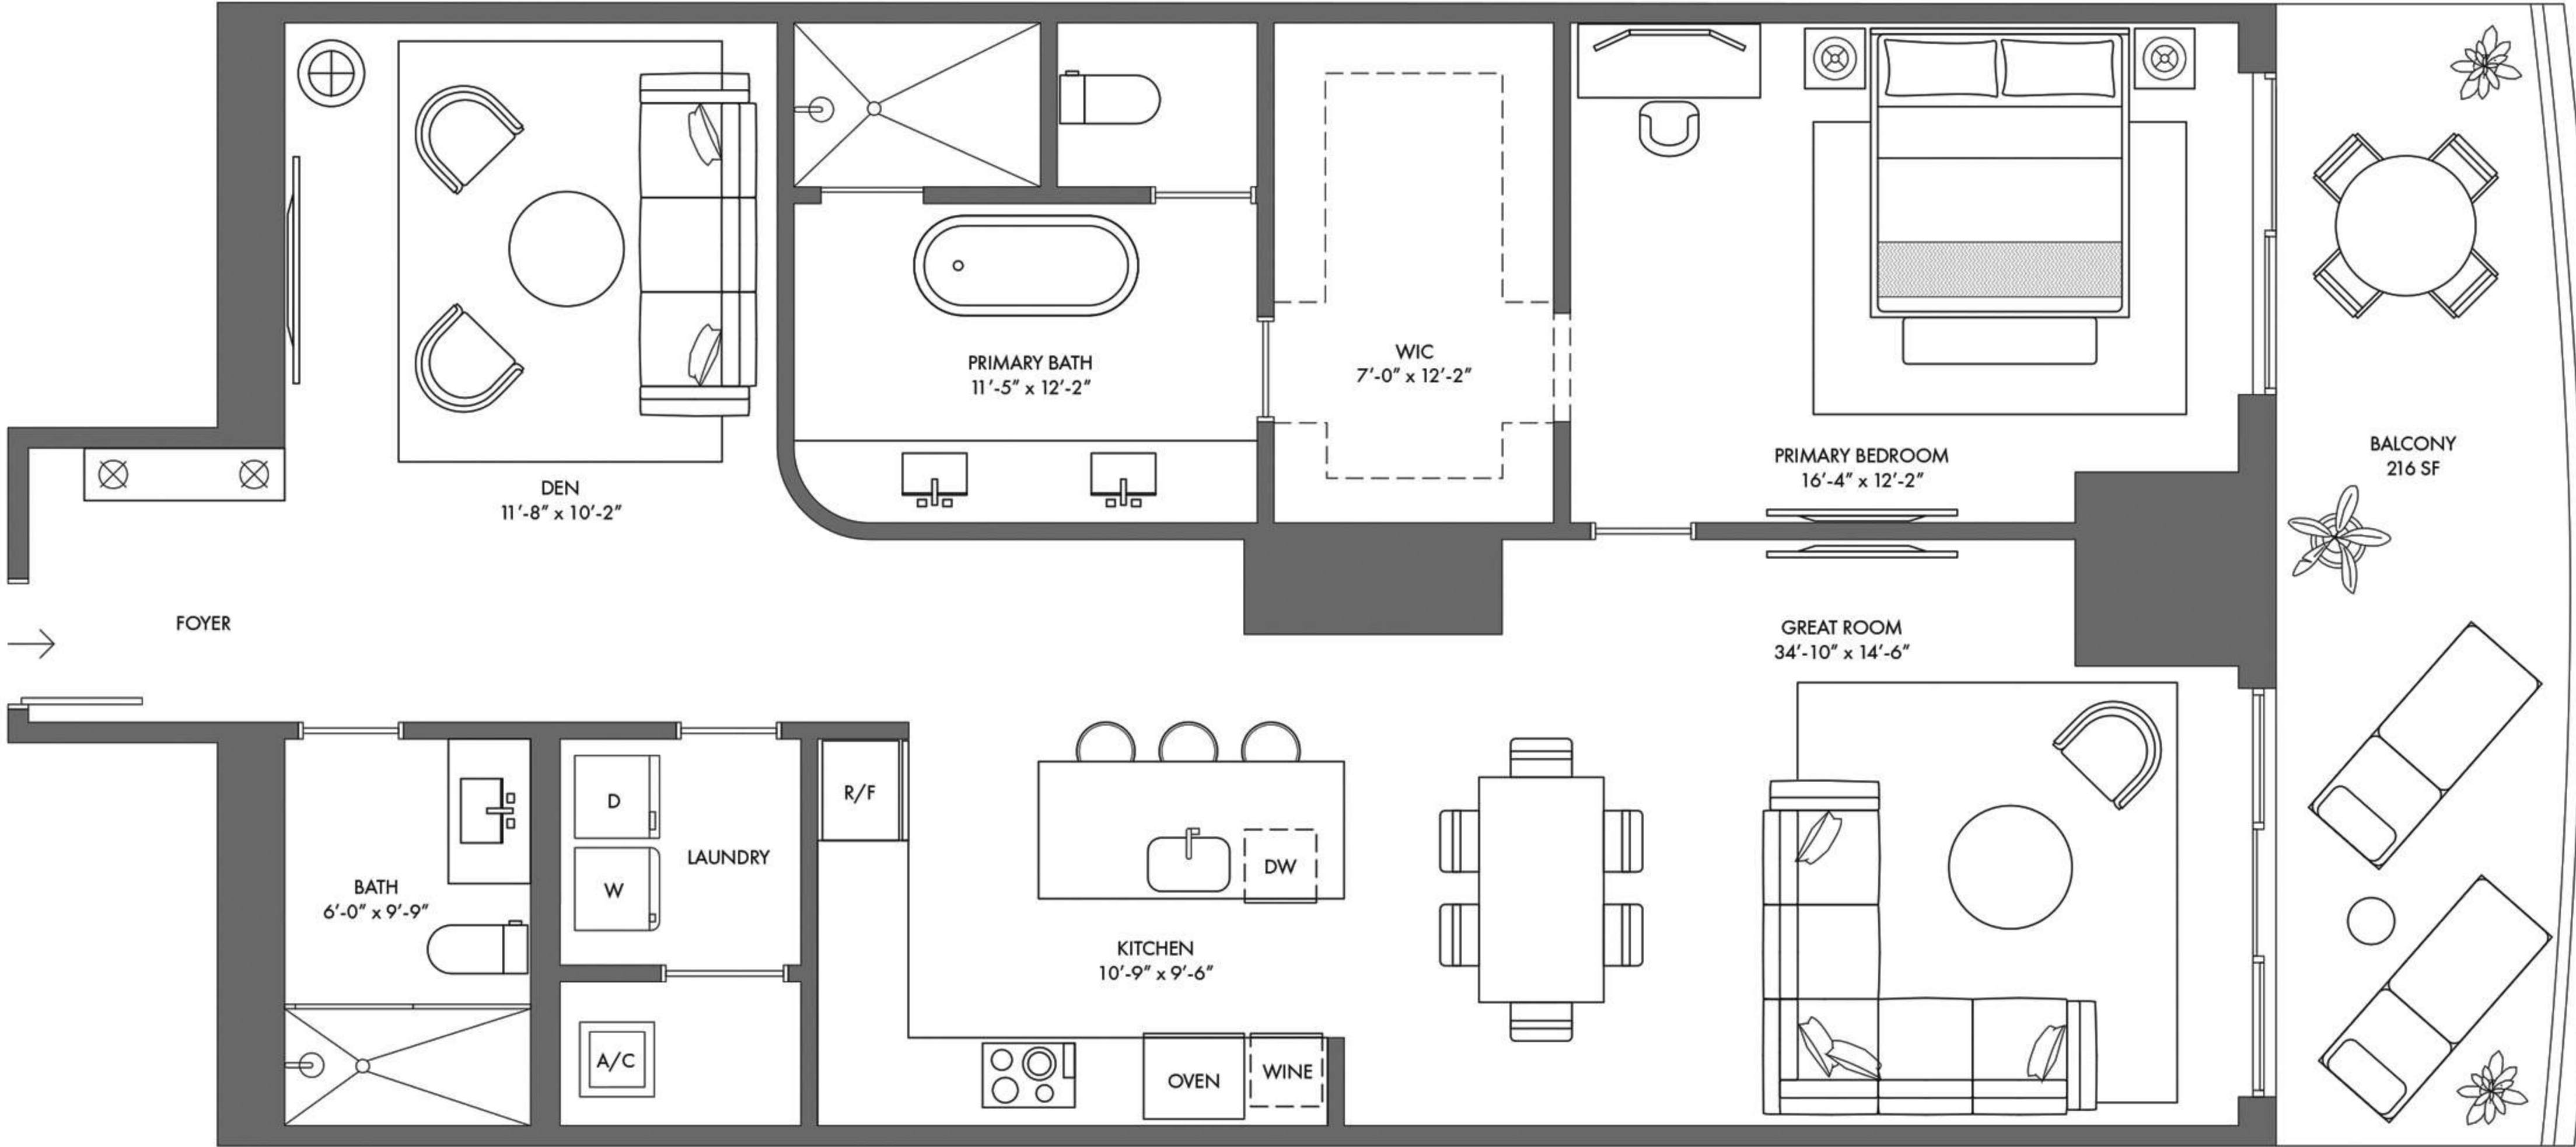 PRIMARY BATH
11'-5" x 12'-2"
WIC
7'-0" x 12'-2"
PRIMARY BEDROOM
16'-4" x 12'-2"
BALCONY
216 SF
DEN
11'-8" x 10'-2"
FOYER
GREAT ROOM
34'-10" x 14'-6"
D
W
LAUNDRY
R/F
DW
BATH
6'-0" x 9'-9"
KITCHEN
10'-9" x 9'-6"
A/C
OVEN
WINE